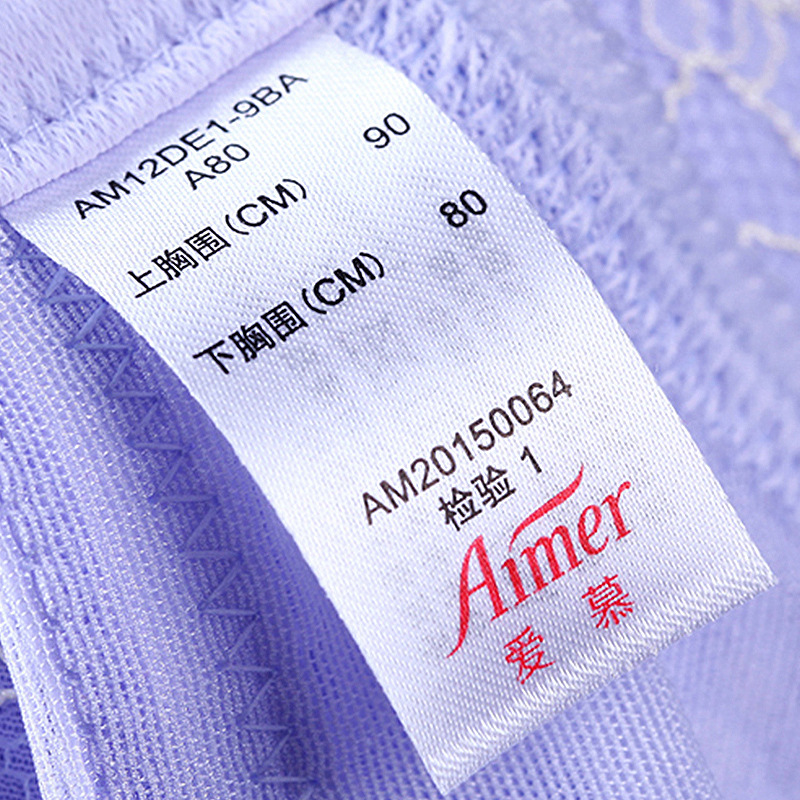 AM12DE1-9BA
A80
上胸围(CM) 90
下胸围(CM) 80
AM20150064
检验 1
Aimer
爱慕